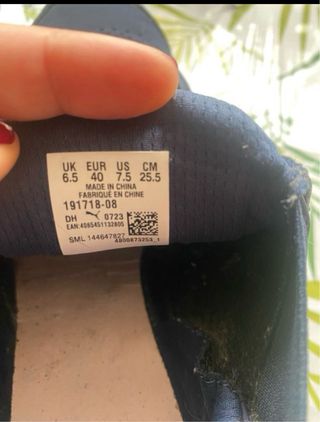 UK EUR US CM
6.5 40 7.5 25.5
MADE IN CHINA
FABRIQUÉ EN CHINE
191718-08
DH 0723
EAN:4065451132805
SML 144647827
4800873253_1